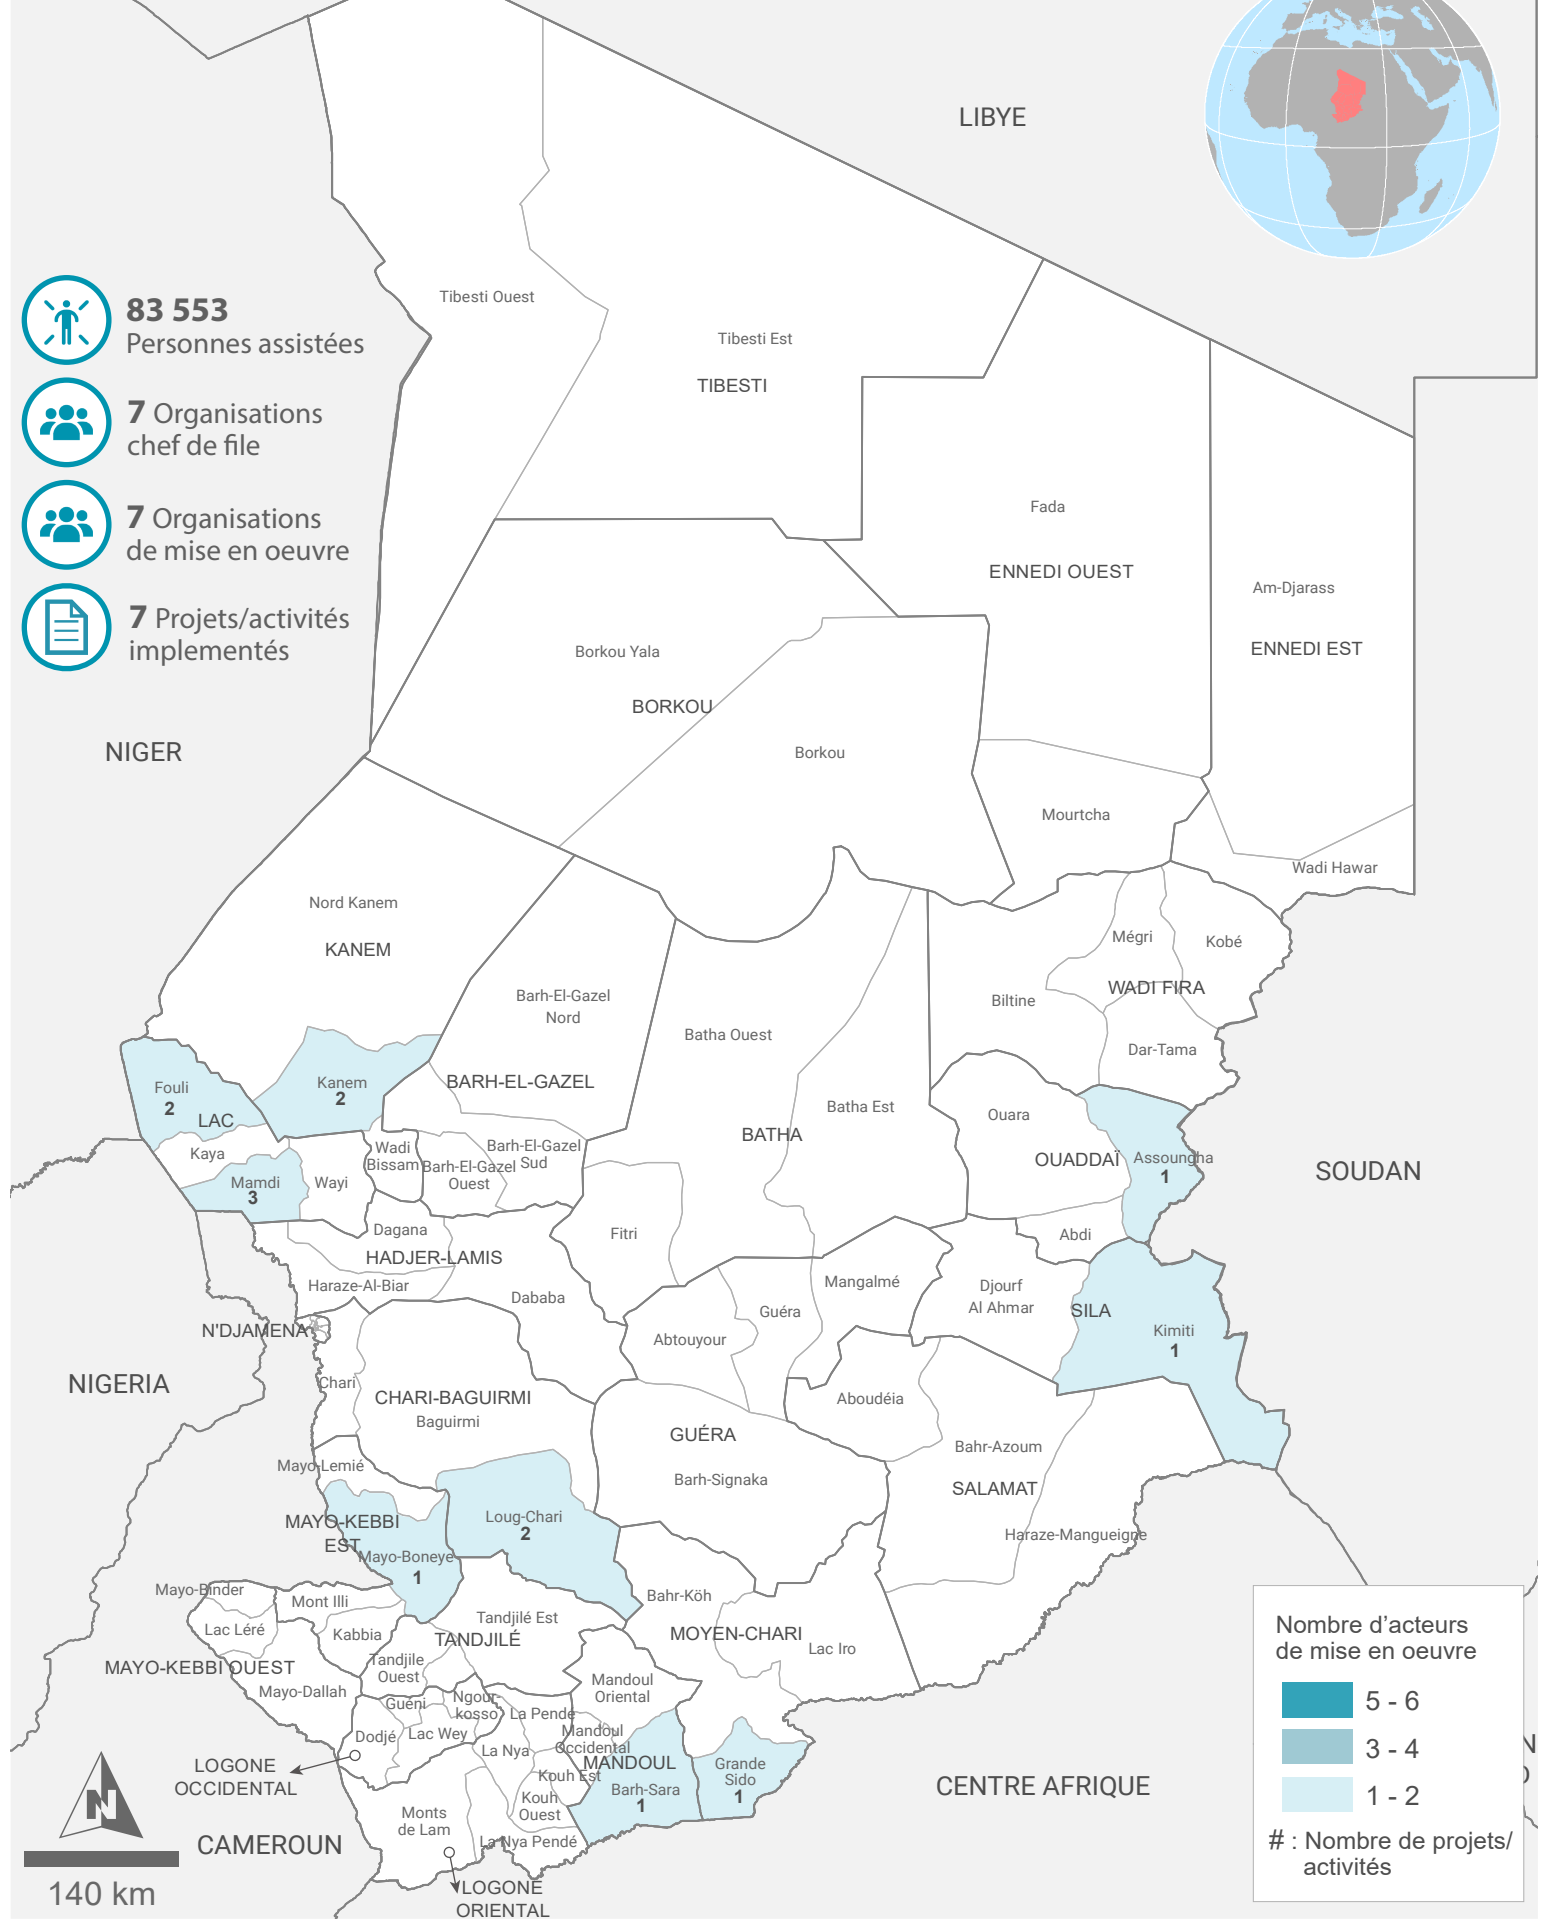 LIBYE
83 553
Personnes assistées
7 Organisations
chef de file
7 Organisations
de mise en oeuvre
7 Projets/activités
implementés
Tibesti Ouest
Tibesti Est
TIBESTI
Fada
ENNEDI OUEST
Am-Djarass
ENNEDI EST
Borkou Yala
BORKOU
Borkou
NIGER
Mourtcha
Wadi Hawar
Nord Kanem
KANEM
Mégri
Kobé
WADI FIRA
Biltine
Dar-Tama
Barh-El-Gazel
Nord
Batha Ouest
BARH-EL-GAZEL
Kanem
2
Fouli
2
LAC
Batha Est
BATHA
Ouara
OUADDAÏ
Assoungha
1
SOUDAN
Kaya
Mamdi
3
Wayi
Wadi
Bissam
Barh-El-Gazel
Ouest
Barh-El-Gazel
Sud
Dagana
HADJER-LAMIS
Haraze-Al-Biar
Dababa
Fitri
Abdi
Mangalmé
Djourf
Al Ahmar
SILA
Kimiti
1
Guéra
Abtouyour
N'DJAMENA
NIGERIA
Chari
CHARI-BAGUIRMI
Baguirmi
Aboudéia
GUÉRA
Barh-Signaka
Bahr-Azoum
SALAMAT
Haraze-Mangueigne
Mayo-Lemié
MAYO-KEBBI
EST
Mayo-Boneye
1
Loug-Chari
2
Mayo-Binder
Mont Illi
Lac Léré
Kabbia
MAYO-KEBBI OUEST
Mayo-Dallah
Tandjilé Est
TANDJILÉ
Tandjile
Ouest
Bahr-Köh
MOYEN-CHARI
Lac Iro
Mandoul
Oriental
Guéni
Ngour-
kosso
La Pende
Dodjé
Lac Wey
La Nya
Mandoul
Occidental
MANDOUL
Kouh Est
Barh-Sara
1
Grande
Sido
1
Kouh
Ouest
Monts
de Lam
La Nya Pendé
LOGONE
OCCIDENTAL
LOGONE
ORIENTAL
CENTRE AFRIQUE
CAMEROUN
N
140 km
Nombre d'acteurs
de mise en oeuvre
5 - 6
3 - 4
1 - 2
# : Nombre de projets/
activités